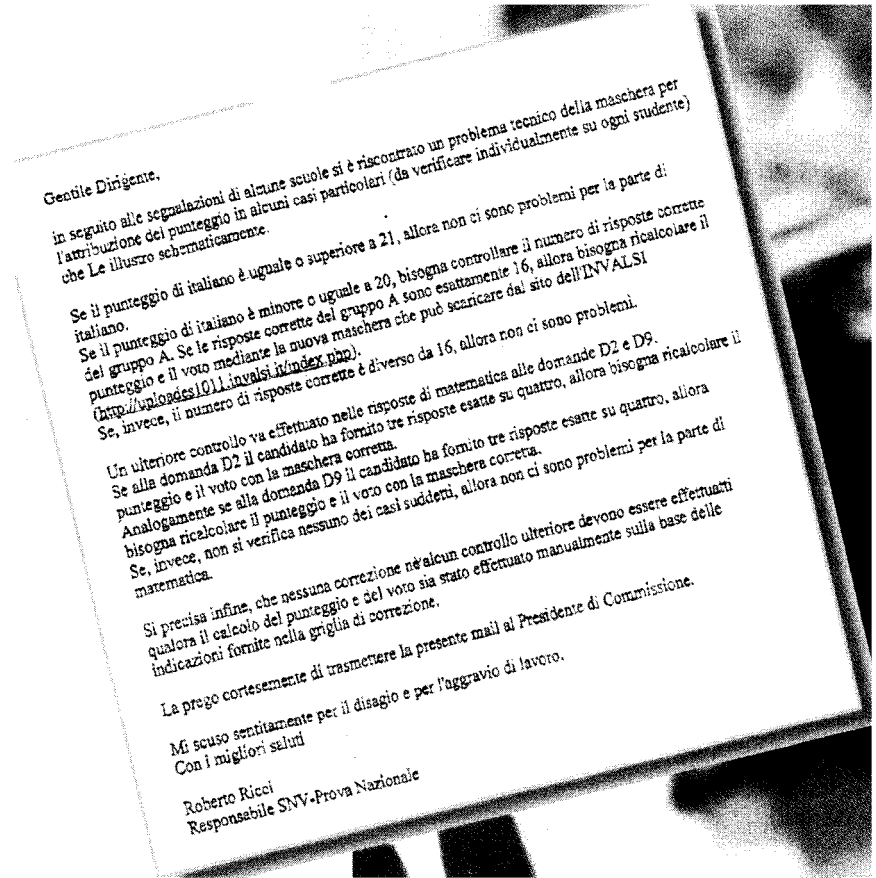 Gentile Dirigente,
in seguito alle segnalazioni di alcune scuole si è riscontrato un problema tecnico della maschera per
l'attribuzione del punteggio in alcuni casi particolari (da verificare individualmente su ogni studente)
che Le illustro schematicamente.
Se il punteggio di italiano è uguale o superiore a 21, allora non ci sono problemi per la parte di
italiano.
Se il punteggio di italiano è minore o uguale a 20, bisogna controllare il numero di risposte corrette
del gruppo A. Se le risposte corrette del gruppo A sono esattamente 16, allora bisogna ricalcolare il
punteggio e il voto mediante la nuova maschera che può scaricare dal sito dell'INVALSI
(http://uploades1011.invalsi.it/index.php).
Se, invece, il numero di risposte corrette è diverso da 16, allora non ci sono problemi.
Un ulteriore controllo va effettuato nelle risposte di matematica alle domande D2 e D9.
Se alla domanda D2 il candidato ha fornito tre risposte esatte su quattro, allora bisogna ricalcolare il
punteggio e il voto con la maschera corretta.
Analogamente se alla domanda D9 il candidato ha fornito tre risposte esatte su quattro, allora
bisogna ricalcolare il punteggio e il voto con la maschera corretta.
Se, invece, non si verifica nessuno dei casi suddetti, allora non ci sono problemi per la parte di
matematica.
Si precisa infine, che nessuna correzione nè alcun controllo ulteriore devono essere effettuatti
qualora il calcolo del punteggio e del voto sia stato effettuato manualmente sulla base delle
indicazioni fornite nella griglia di correzione.
La prego cortesemente di trasmettere la presente mail al Presidente di Commissione.
Mi scuso sentitamente per il disagio e per l'aggravio di lavoro.
Con i migliori saluti
Roberto Ricci
Responsabile SNV-Prova Nazionale